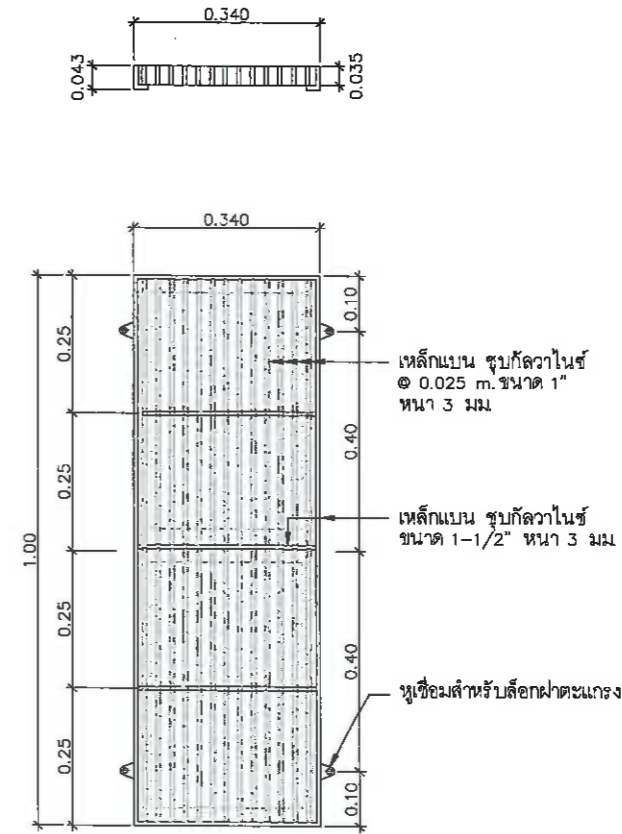 0.340
0.043
0.035
0.340
0.10
0.25
เหล็กแบน ชุบกัลวาไนซ์
@ 0.025 m.ขนาด 1"
หนา 3 มม
0.40
0.25
1.00
เหล็กแบน ชุบกัลวาไนซ์
ขนาด 1-1/2" หนา 3 มม
0.25
0.40
หูเชื่อมสำหรับล็อกฝาตะแกรง
0.25
0.10